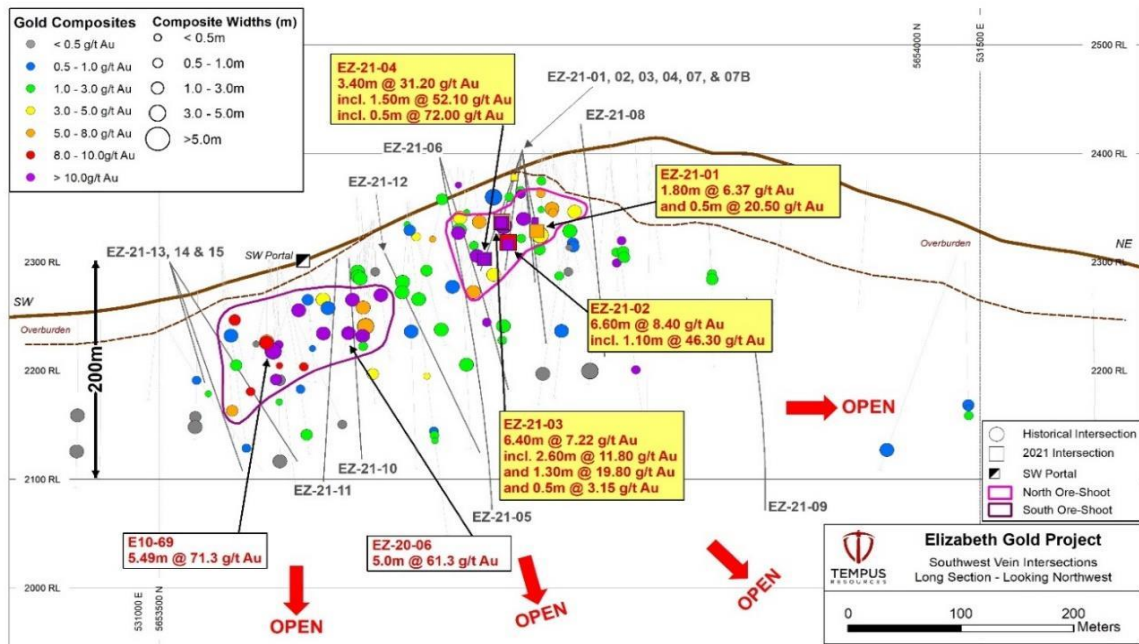 Gold Composites
< 0.5 g/t Au
0.5 - 1.0g/t Au
1.0 - 3.0g/t Au
3.0 - 5.0g/t Au
5.0 - 8.0g/t Au
8.0 - 10.0g/t Au
> 10.0g/t Au
Composite Widths (m)
< 0.5m
0.5 - 1.0m
1.0 - 3.0m
3.0 - 5.0m
>5.0m
531000 E
5653500 N
5654000 N
531500 E
2500 RL
2500 RL
EZ-21-04
3.40m @ 31.20 g/t Au
incl. 1.50m @ 52.10 g/t Au
incl. 0.5m @ 72.00 g/t Au
EZ-21-01, 02, 03, 04, 07, & 07B
EZ-21-08
2400 RL
EZ-21-06
EZ-21-12
EZ-21-01
1.80m @ 6.37 g/t Au
and 0.5m @ 20.50 g/t Au
EZ-21-13, 14 & 15
SW Portal
2300 RL
2300 RL
SW
NE
Overburden
Overburden
EZ-21-02
6.60m @ 8.40 g/t Au
incl. 1.10m @ 46.30 g/t Au
200m
2200 RL
2200 RL
OPEN
EZ-21-03
6.40m @ 7.22 g/t Au
incl. 2.60m @ 11.80 g/t Au
and 1.30m @ 19.80 g/t Au
and 0.5m @ 3.15 g/t Au
EZ-21-10
EZ-21-11
EZ-21-05
EZ-21-09
2100 RL
2100 RL
Historical Intersection
2021 Intersection
SW Portal
North Ore-Shoot
South Ore-Shoot
E10-69
5.49m @ 71.3 g/t Au
EZ-20-06
5.0m @ 61.3 g/t Au
2000 RL
OPEN
OPEN
OPEN
TEMPUS
RESOURCES
Elizabeth Gold Project
Southwest Vein Intersections
Long Section - Looking Northwest
0 100 200
Meters